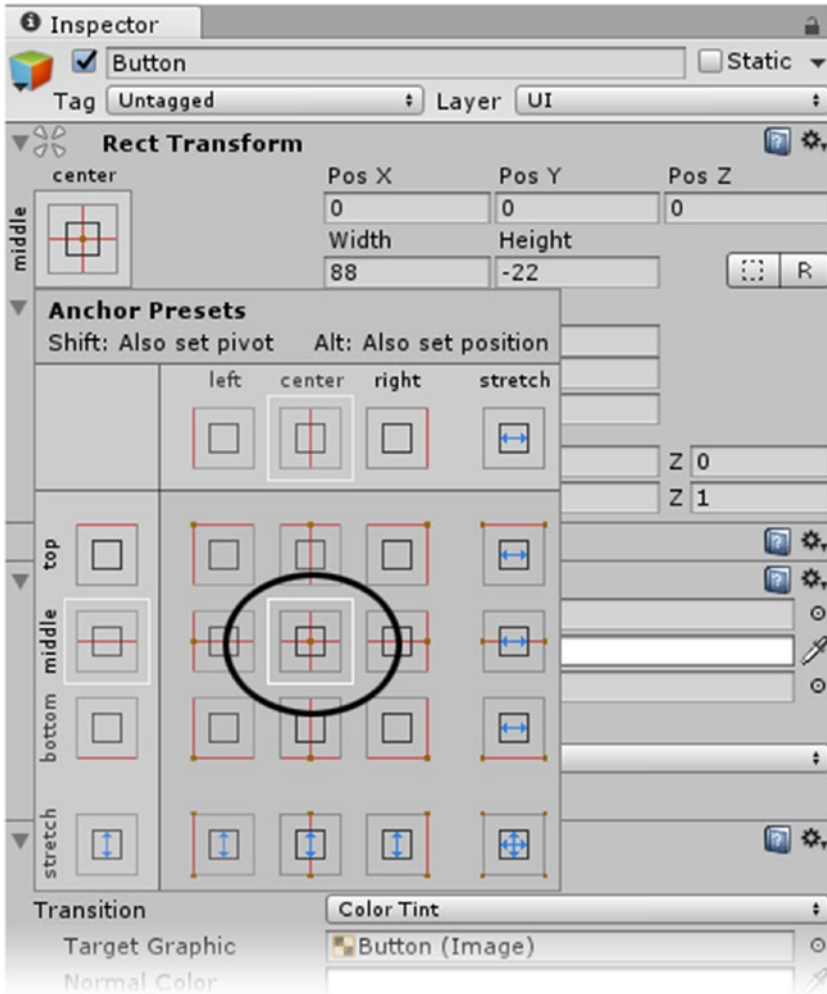 Inspector
Button
Static
Tag Untagged Layer UI
Rect Transform
center
middle
Pos X Pos Y Pos Z
0 0 0
Width Height
88 -22
R
Anchor Presets
Shift: Also set pivot Alt: Also set position
left center right stretch
top
middle
bottom
stretch
Z 0
Z 1
Transition Color Tint
Target Graphic Button (Image)
Normal Color